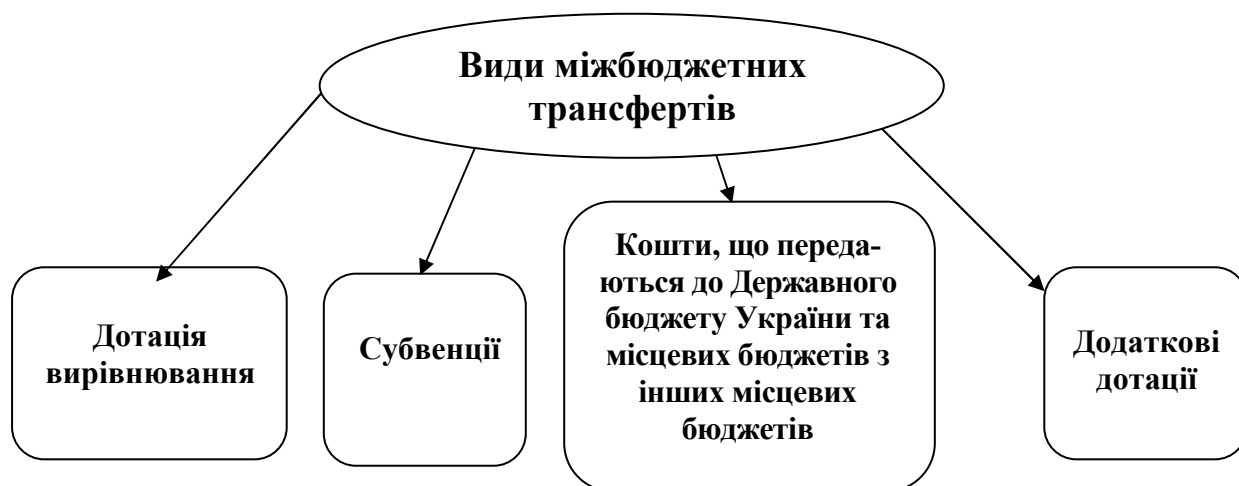 Види міжбюджетних
трансфертів
Дотація
вирівнювання
Субвенції
Кошти, що переда-
ються до Державного
бюджету України та
місцевих бюджетів з
інших місцевих
бюджетів
Додаткові
дотації